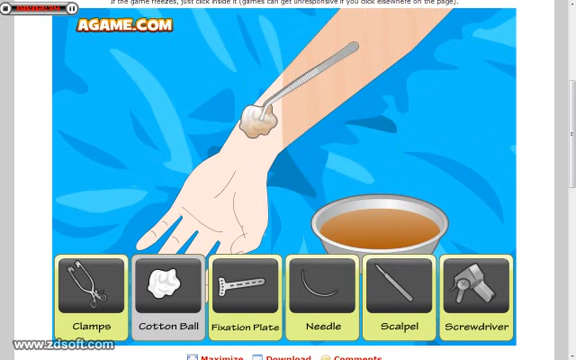 If the game freezes, just click inside it (games can get unresponsive if you click elsewhere on the page).
AGAME.COM
Clamps
Cotton Ball
Fixation Plate
Needle
Scalpel
Screwdriver
www.zdsoft.com
Maximize
Download
Comments